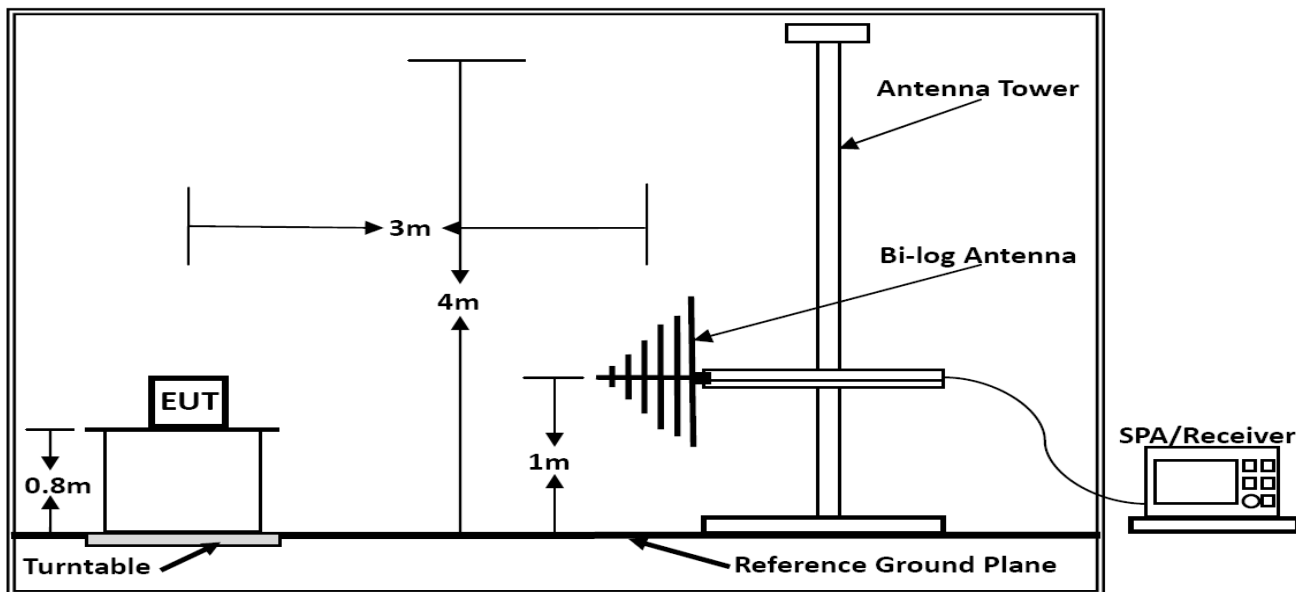 Antenna Tower
3m
Bi-log Antenna
4m
EUT
1m
0.8m
SPA/Receiver
Turntable
Reference Ground Plane